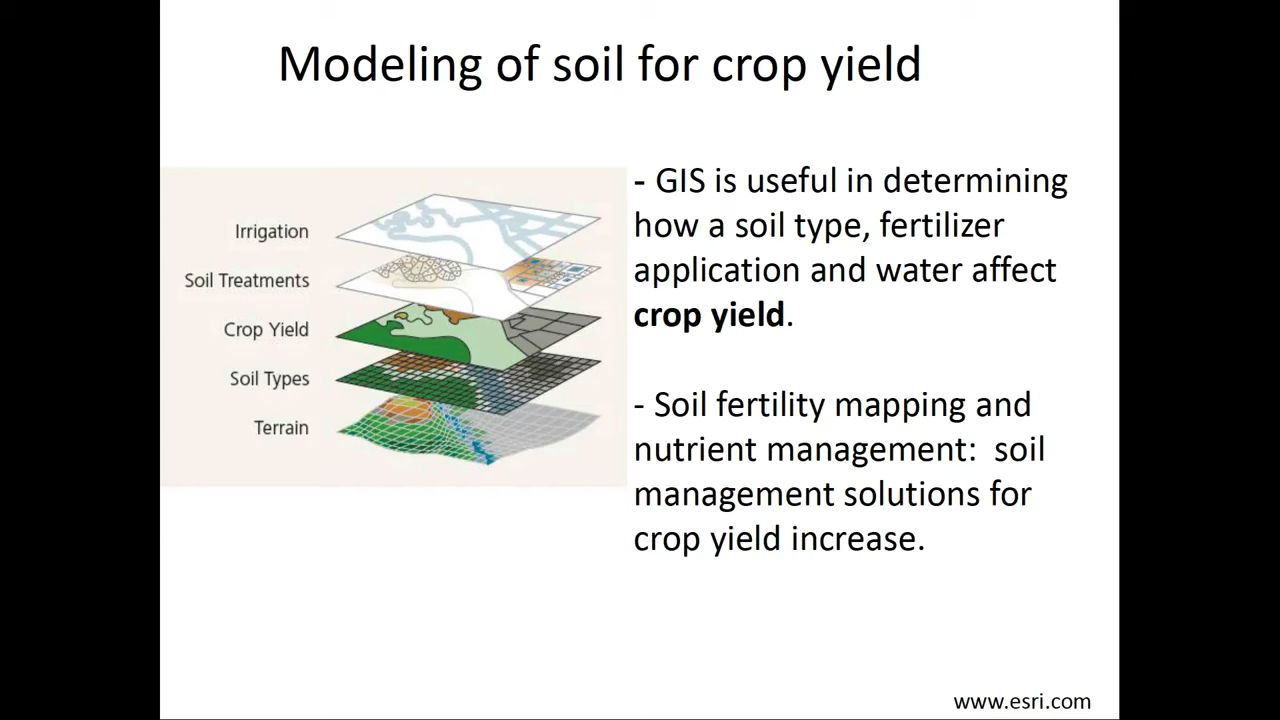 Modeling of soil for crop yield
Irrigation
Soil Treatments
Crop Yield
Soil Types
Terrain
- GIS is useful in determining
how a soil type, fertilizer
application and water affect
crop yield.
- Soil fertility mapping and
nutrient management:  soil
management solutions for
crop yield increase.
www.esri.com